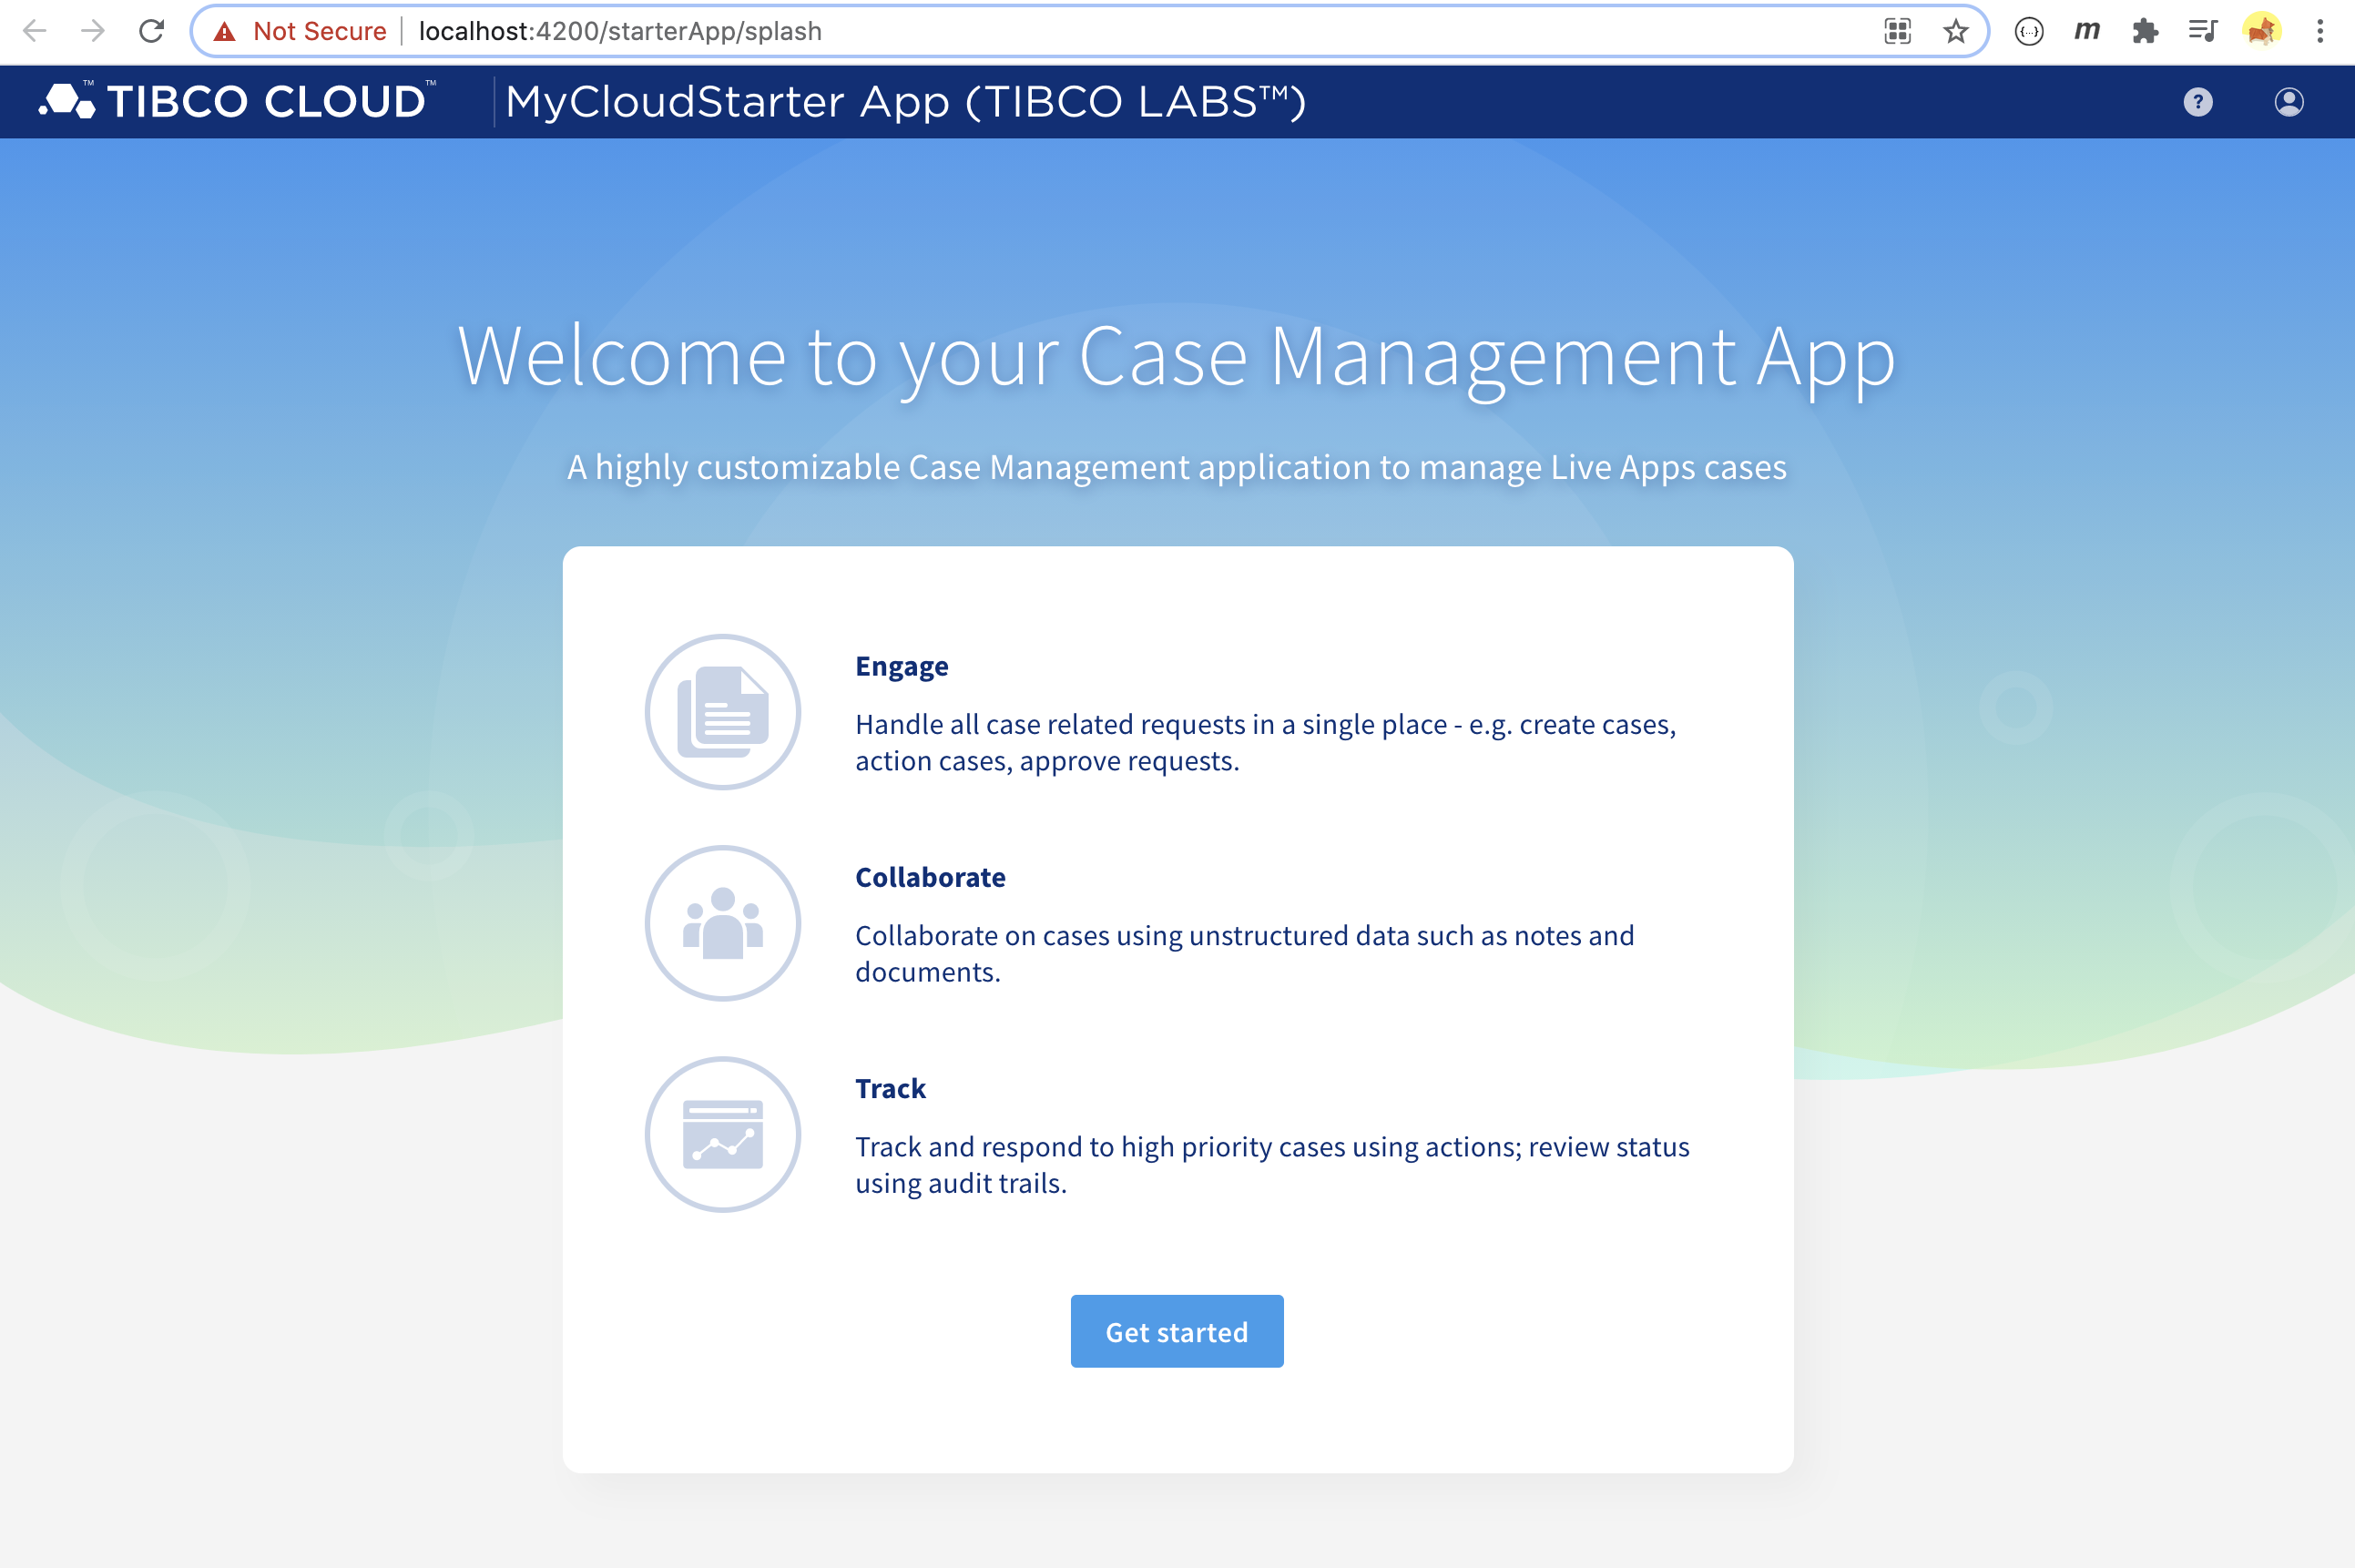 Not Secure | localhost:4200/starterApp/splash
{...} m
TIBCO CLOUD™ | MyCloudStarter App (TIBCO LABS™) ?
Welcome to your Case Management App
A highly customizable Case Management application to manage Live Apps cases
Engage
Handle all case related requests in a single place - e.g. create cases,
action cases, approve requests.
Collaborate
Collaborate on cases using unstructured data such as notes and
documents.
Track
Track and respond to high priority cases using actions; review status
using audit trails.
Get started